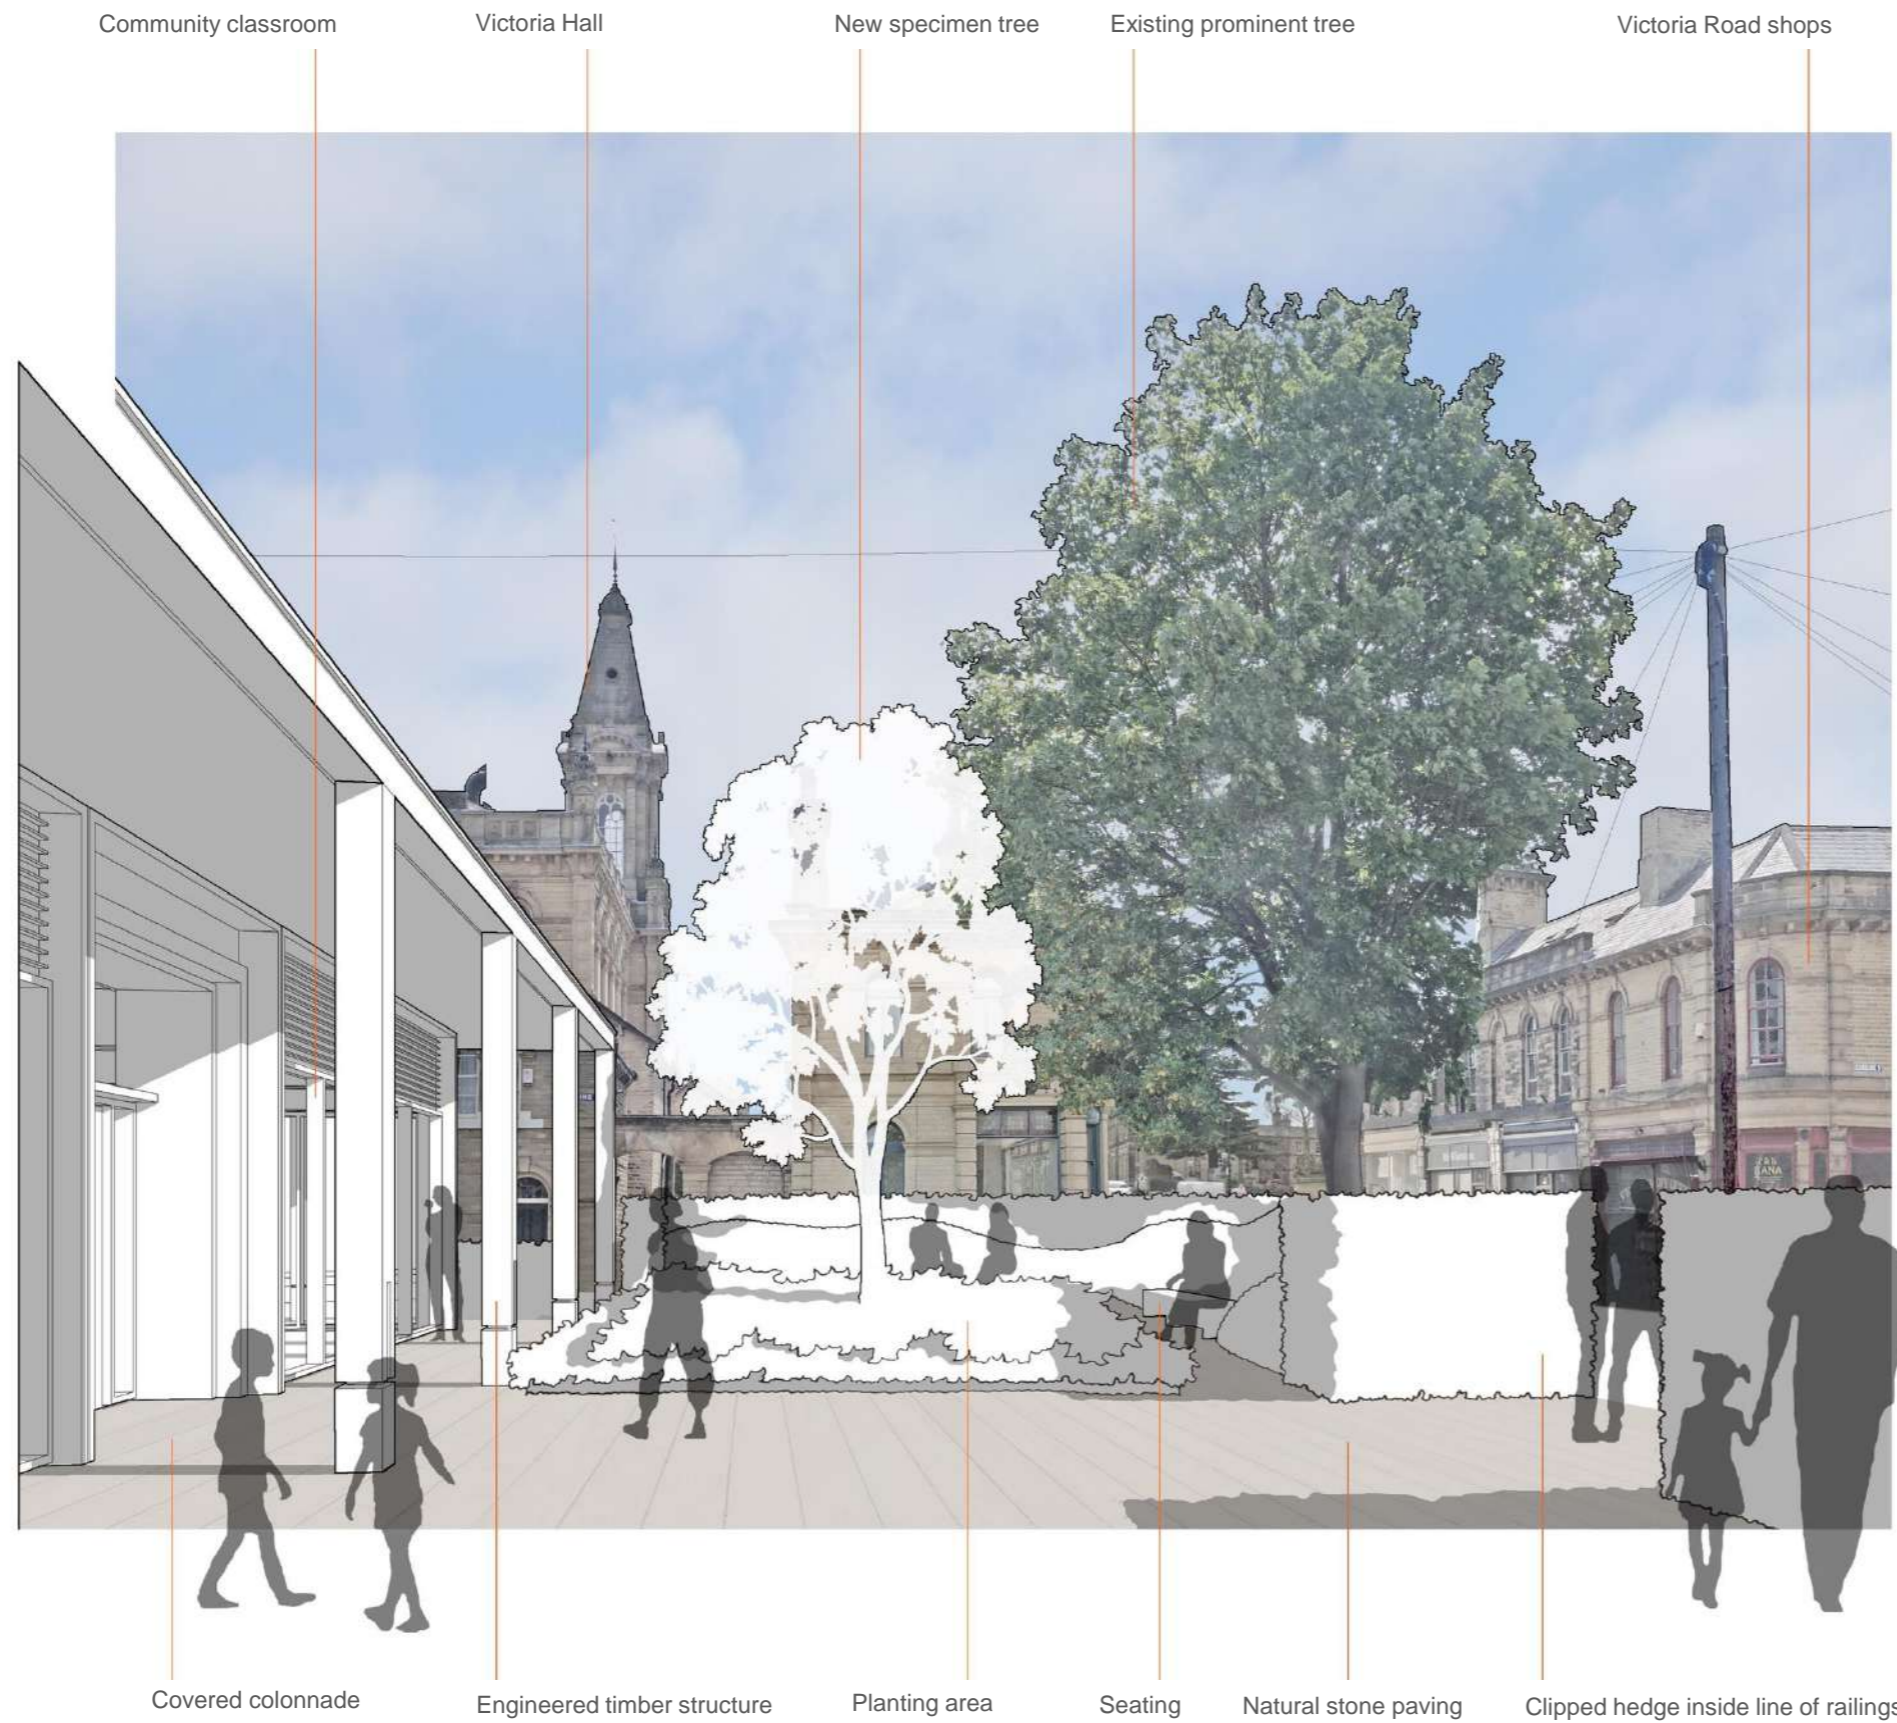 Community classroom
Victoria Hall
New specimen tree
Existing prominent tree
Victoria Road shops
Covered colonnade
Engineered timber structure
Planting area
Seating
Natural stone paving
Clipped hedge inside line of railings